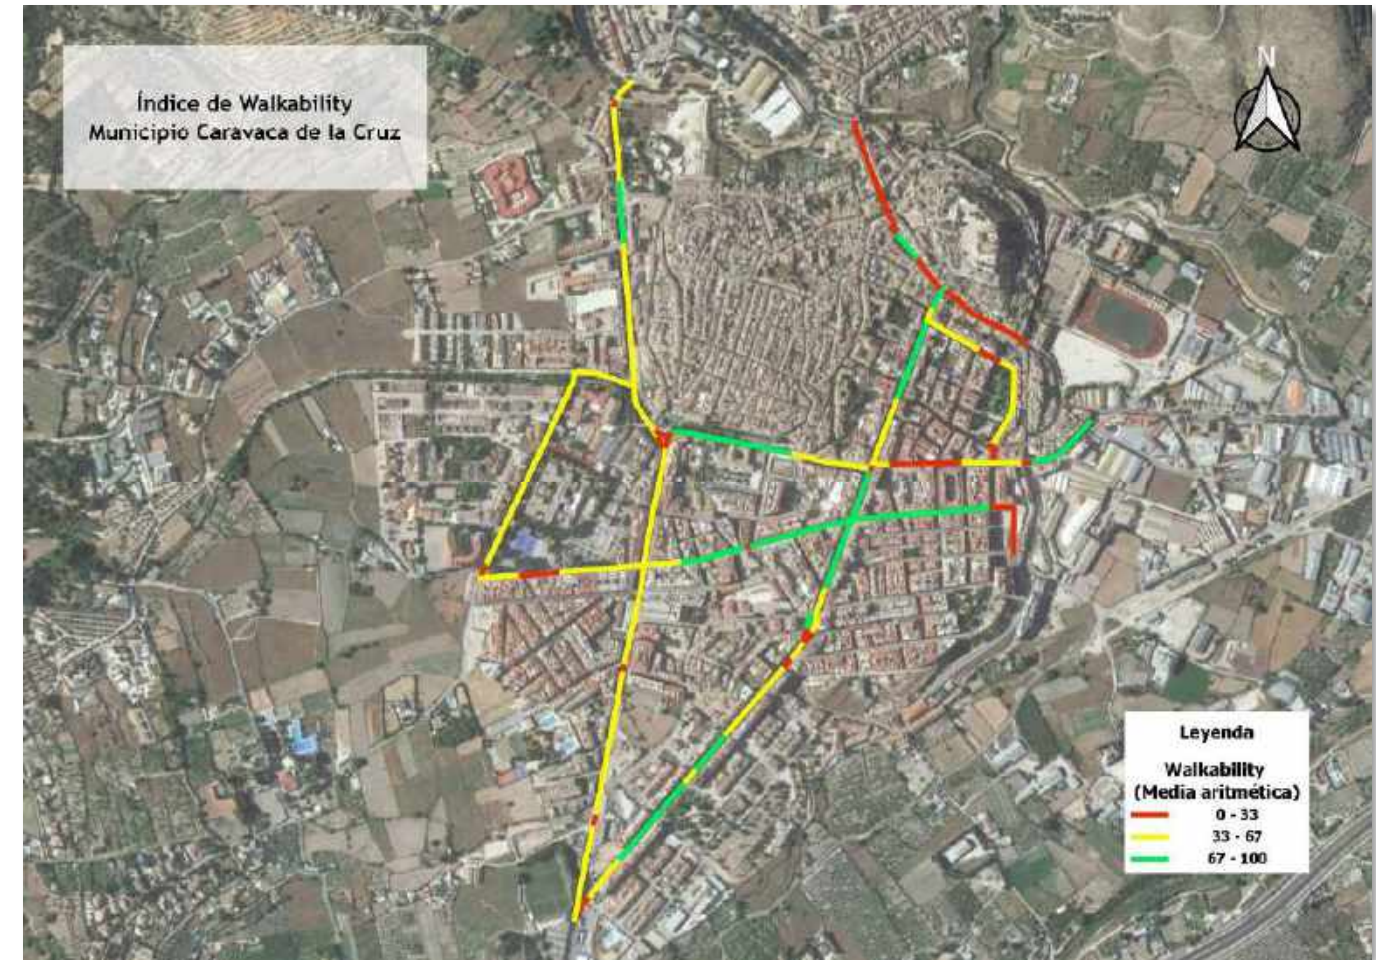 Índice de Walkability
Municipio Caravaca de la Cruz
N
Leyenda
Walkability
(Media aritmética)
0 - 33
33 - 67
67 - 100